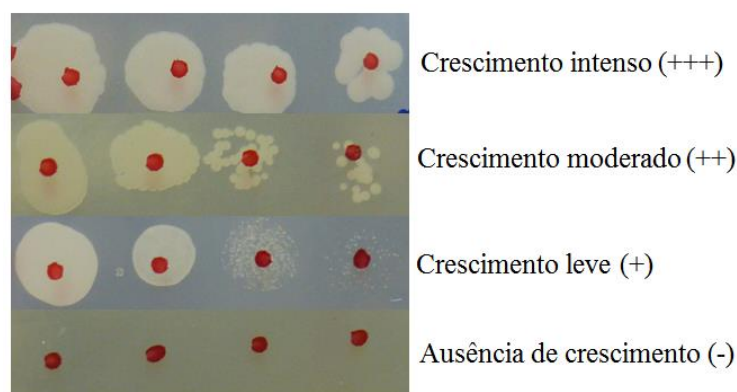 Crescimento intenso (+++)
Crescimento moderado (++)
Crescimento leve (+)
Ausência de crescimento (-)